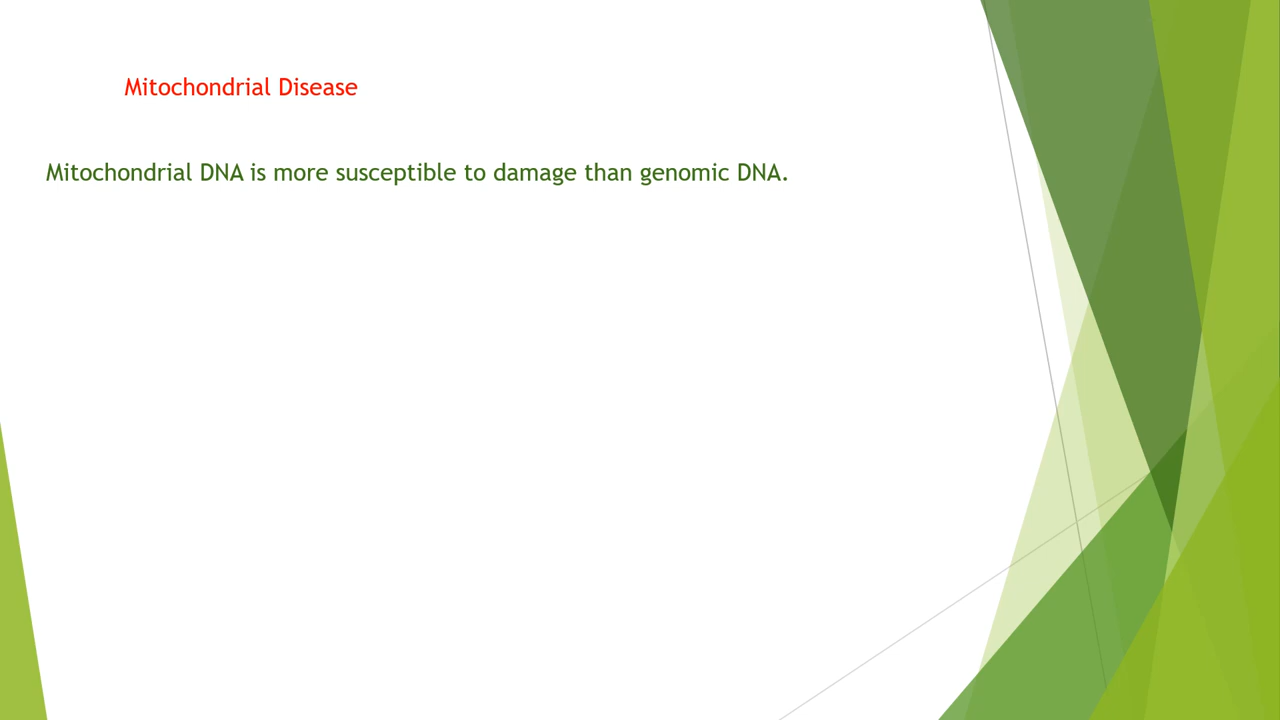 Mitochondrial Disease
Mitochondrial DNA is more susceptible to damage than genomic DNA.